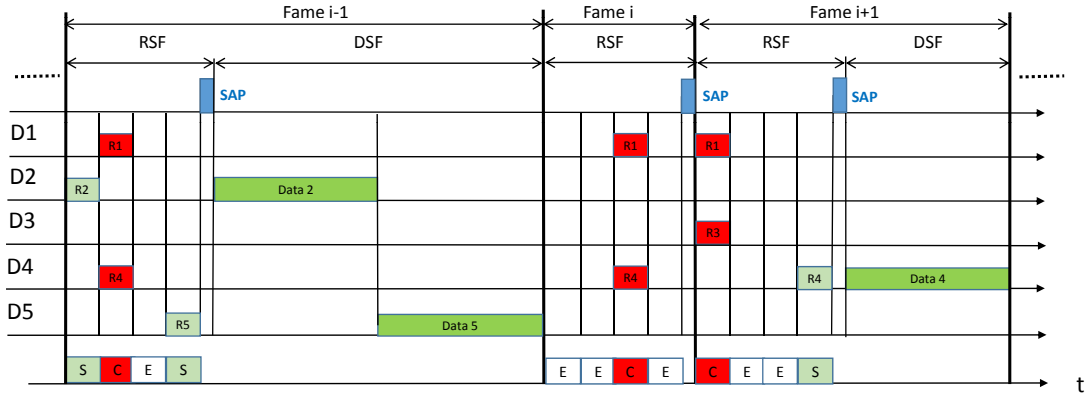 Fame i-1 Fame i Fame i+1
RSF DSF RSF RSF DSF
........ ........
SAP SAP SAP
D1 R1 R1 R1
D2 R2 Data 2
D3 R3
D4 R4 R4 R4 Data 4
D5 R5 Data 5
S C E S E E C E C E E S
t